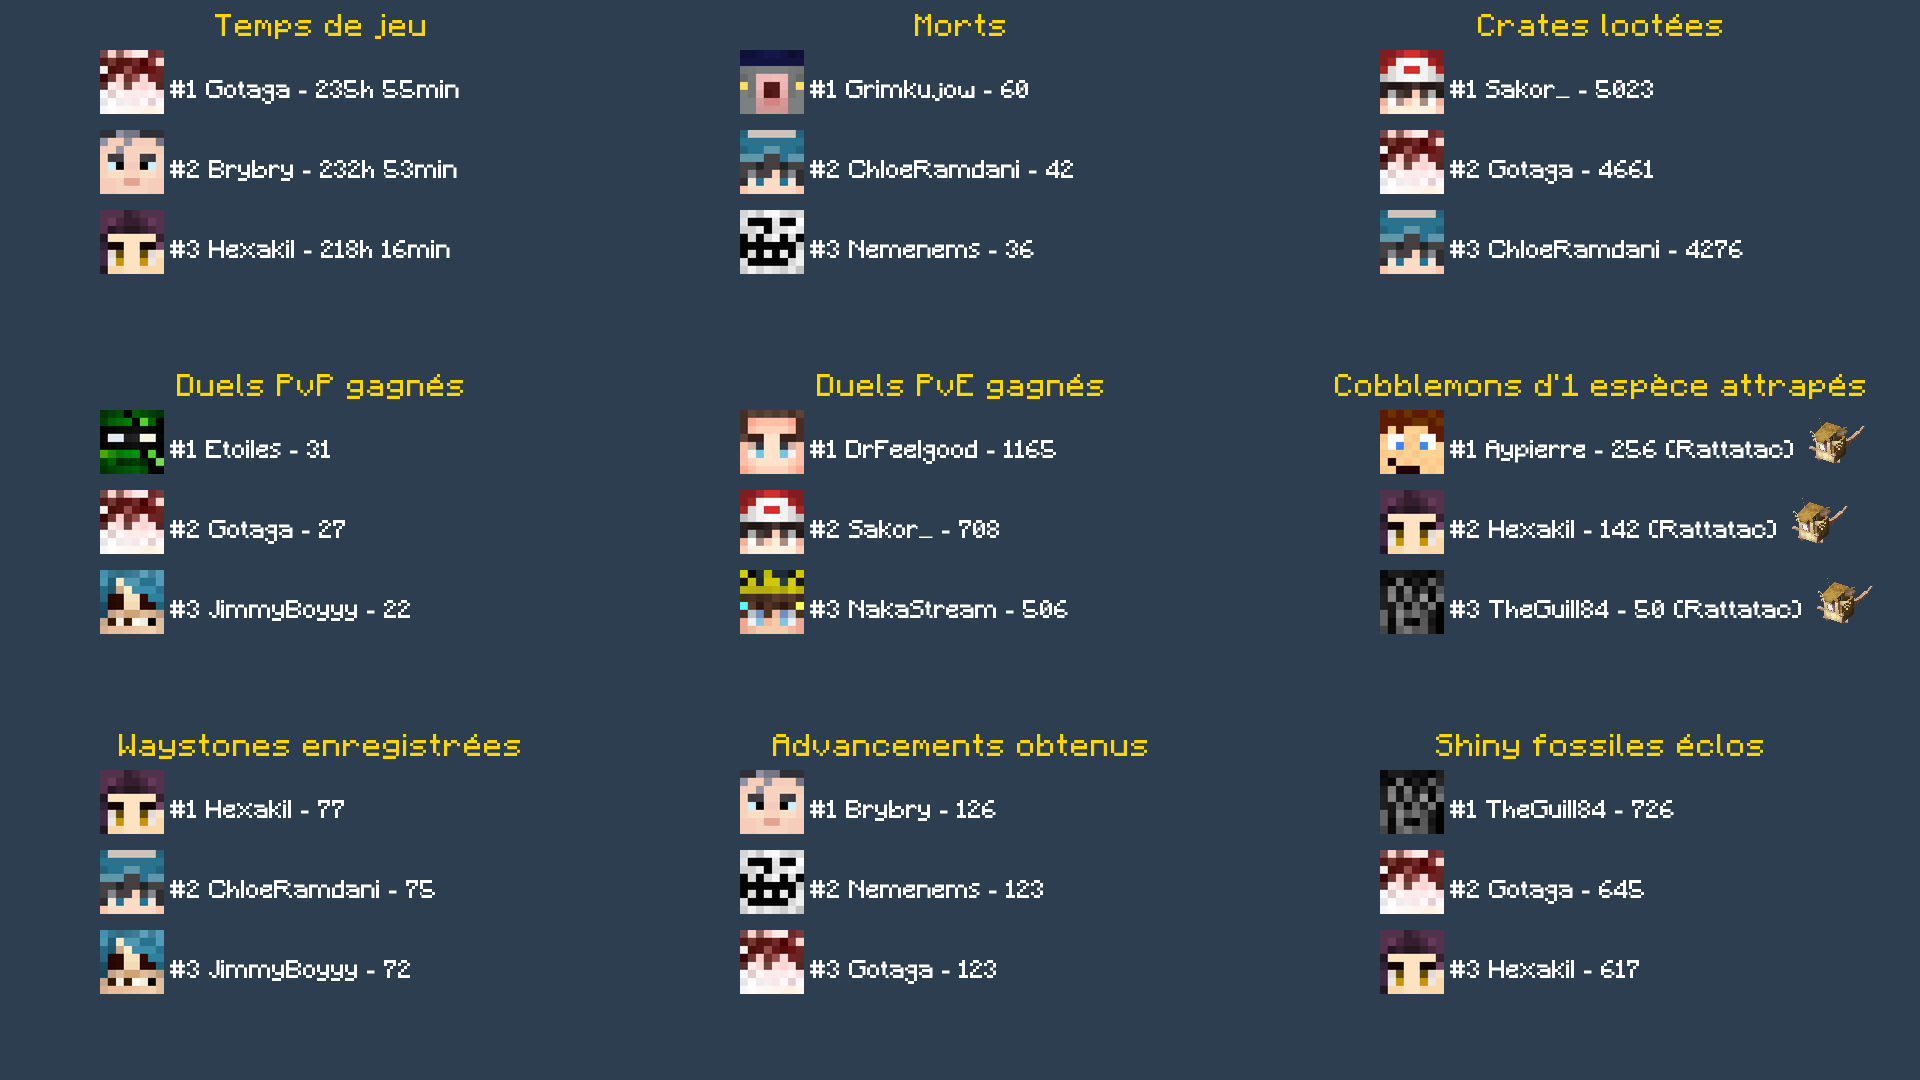 Temps de jeu
#1 Gotaga - 235h 55min
#2 Brybry - 232h 53min
#3 Hexakil - 218h 16min
Morts
#1 Grimkujow - 60
#2 ChloeRamdani - 42
#3 Nemenems - 36
Crates lootées
#1 Sakor_ - 5023
#2 Gotaga - 4661
#3 ChloeRamdani - 4276
Duels PvP gagnés
#1 Etoiles - 31
#2 Gotaga - 27
#3 JimmyBoyyy - 22
Duels PvE gagnés
#1 DrFeelgood - 1165
#2 Sakor_ - 708
#3 NakaStream - 506
Cobblemons d'1 espèce attrapés
#1 Aypierre - 256 (Rattatac)
#2 Hexakil - 142 (Rattatac)
#3 TheGuill84 - 50 (Rattatac)
Waystones enregistrées
#1 Hexakil - 77
#2 ChloeRamdani - 75
#3 JimmyBoyyy - 72
Advancements obtenus
#1 Brybry - 126
#2 Nemenems - 123
#3 Gotaga - 123
Shiny fossiles éclos
#1 TheGuill84 - 726
#2 Gotaga - 645
#3 Hexakil - 617